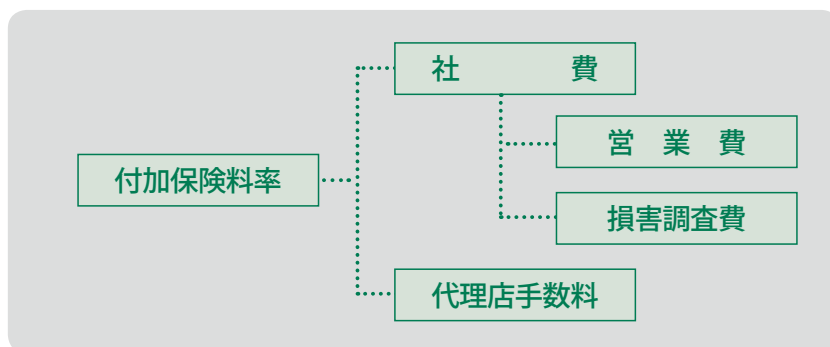 社費
営業費
付加保険料率
損害調査費
代理店手数料